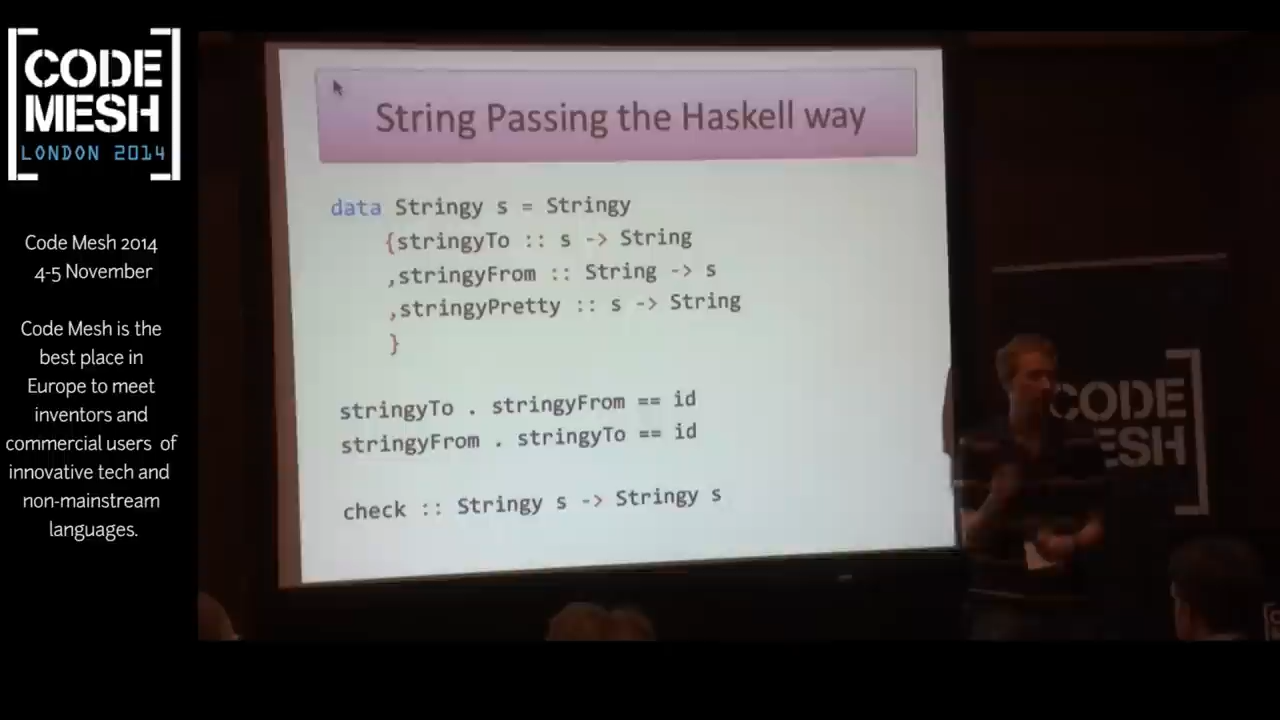 CODE
MESH
LONDON 2014
Code Mesh 2014
4-5 November
Code Mesh is the
best place in
Europe to meet
inventors and
commercial users of
innovative tech and
non-mainstream
languages.
String Passing the Haskell way
data Stringy s = Stringy
{stringyTo :: s -> String
,stringyFrom :: String -> s
,stringyPretty :: s -> String
}
stringyTo . stringyFrom == id
stringyFrom . stringyTo == id
check :: Stringy s -> Stringy s
CODE
ESH